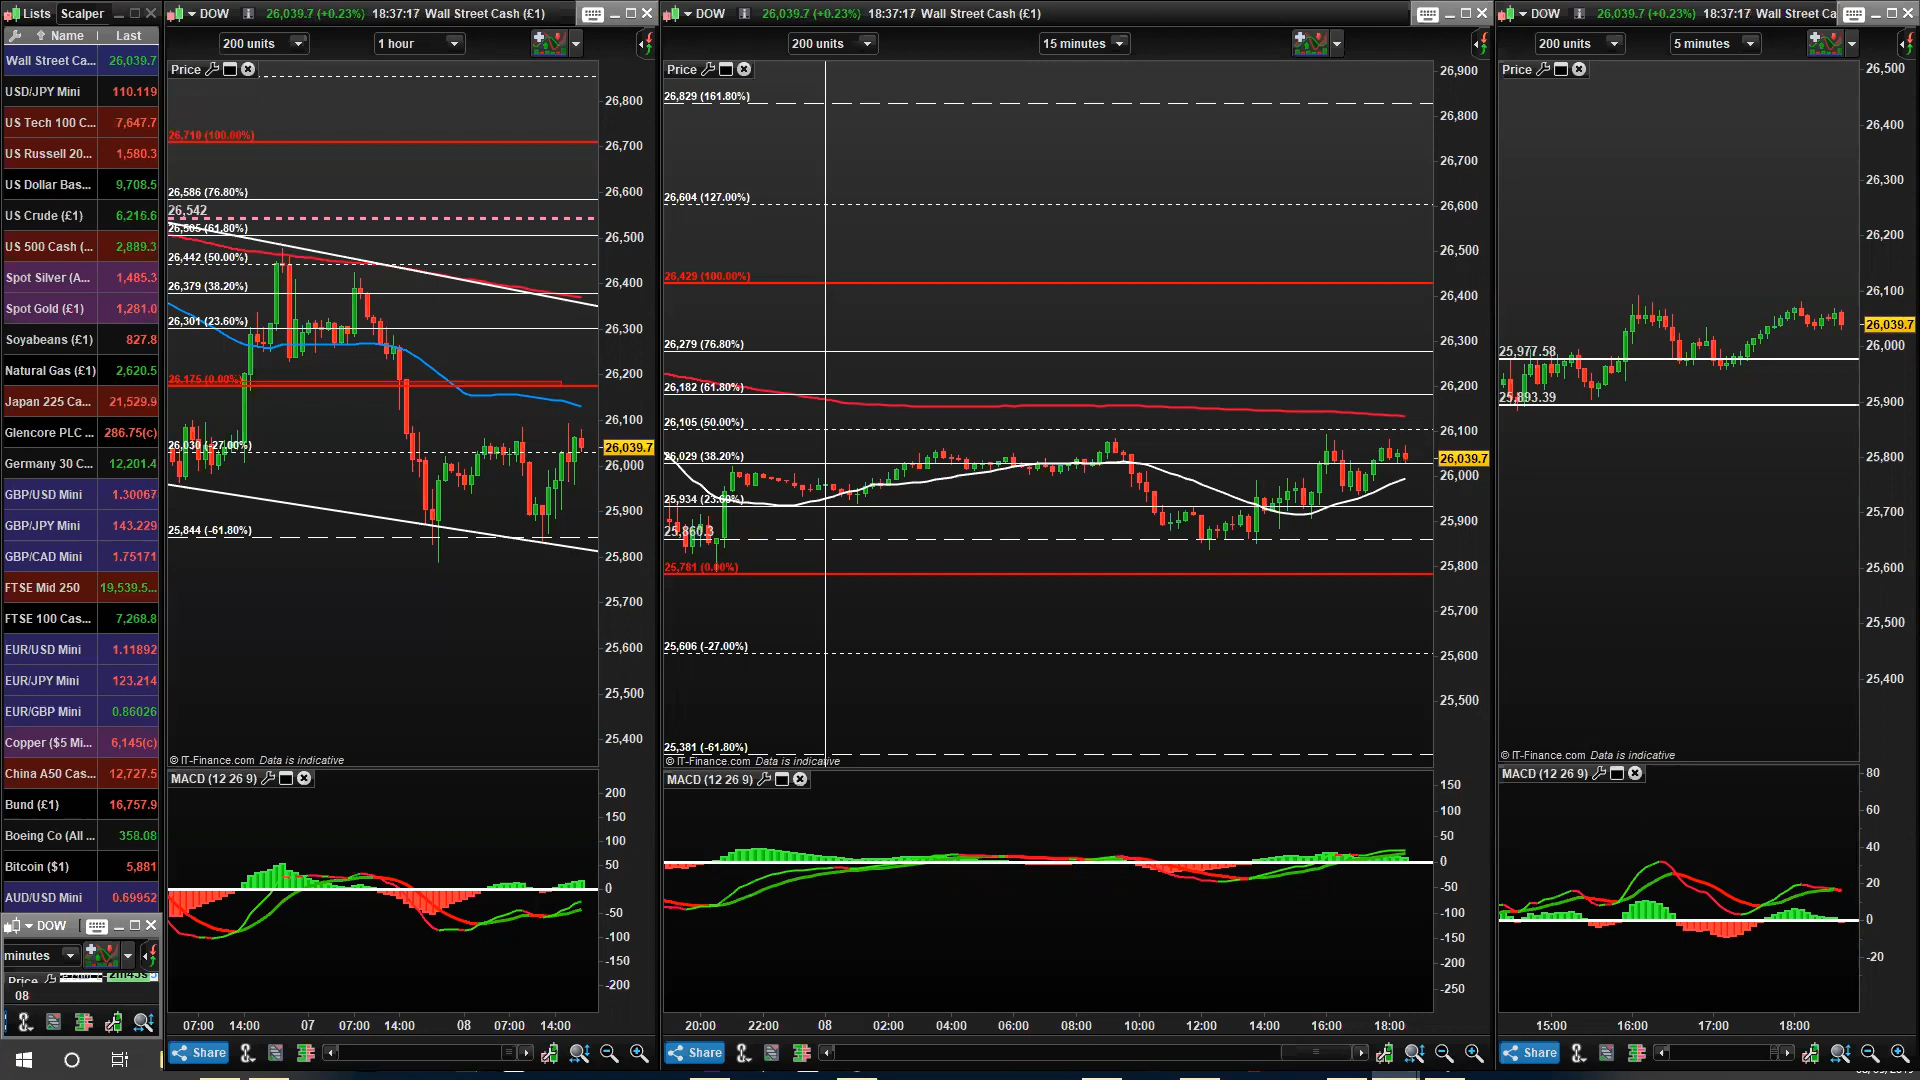 Lists Scalper
Name Last
Wall Street Ca... 26,039.7
USD/JPY Mini 110.119
US Tech 100 C... 7,647.7
US Russell 20... 1,580.3
US Dollar Bas... 9,708.5
US Crude (£1) 6,216.6
US 500 Cash (... 2,889.3
Spot Silver (A... 1,485.3
Spot Gold (£1) 1,281.0
Soyabeans (£1) 827.8
Natural Gas (£1) 2,620.5
Japan 225 Ca... 21,529.9
Glencore PLC ... 286.75(c)
Germany 30 C... 12,201.4
GBP/USD Mini 1.30067
GBP/JPY Mini 143.229
GBP/CAD Mini 1.75171
FTSE Mid 250 19,539.5...
FTSE 100 Cas... 7,268.8
EUR/USD Mini 1.11892
EUR/JPY Mini 123.214
EUR/GBP Mini 0.86026
Copper ($5 Mi... 6,145(c)
China A50 Cas... 12,727.5
Bund (£1) 16,757.9
Boeing Co (All ... 358.08
Bitcoin ($1) 5,881
AUD/USD Mini 0.69952
DOW
minutes
Price
08
DOW 26,039.7 (+0.23%) 18:37:17 Wall Street Cash (£1)
200 units 1 hour
Price
26,710 (100.00%)
26,586 (76.80%)
26,542
26,505 (61.80%)
26,442 (50.00%)
26,379 (38.20%)
26,301 (23.60%)
26,175 (0.00%)
26,030 (-27.00%)
25,844 (-61.80%)
26,800
26,700
26,600
26,500
26,400
26,300
26,200
26,100
26,039.7
26,000
25,900
25,800
25,700
25,600
25,500
25,400
© IT-Finance.com Data is indicative
MACD (12 26 9)
200
150
100
50
0
-50
-100
-150
-200
07:00 14:00 07 07:00 14:00 08 07:00 14:00
Share
DOW 26,039.7 (+0.23%) 18:37:17 Wall Street Cash (£1)
200 units 15 minutes
Price
26,829 (161.80%)
26,604 (127.00%)
26,429 (100.00%)
26,279 (76.80%)
26,182 (61.80%)
26,105 (50.00%)
26,029 (38.20%)
25,934 (23.60%)
25,860.3
25,781 (0.00%)
25,606 (-27.00%)
25,381 (-61.80%)
26,900
26,800
26,700
26,600
26,500
26,400
26,300
26,200
26,100
26,039.7
26,000
25,900
25,800
25,700
25,600
25,500
© IT-Finance.com Data is indicative
MACD (12 26 9)
150
100
50
0
-50
-100
-150
-200
-250
20:00 22:00 08 02:00 04:00 06:00 08:00 10:00 12:00 14:00 16:00 18:00
Share
DOW 26,039.7 (+0.23%) 18:37:17 Wall Street Ca
200 units 5 minutes
Price
25,977.58
25,893.39
26,500
26,400
26,300
26,200
26,100
26,039.7
26,000
25,900
25,800
25,700
25,600
25,500
25,400
© IT-Finance.com Data is indicative
MACD (12 26 9)
80
60
40
20
0
-20
15:00 16:00 17:00 18:00
Share